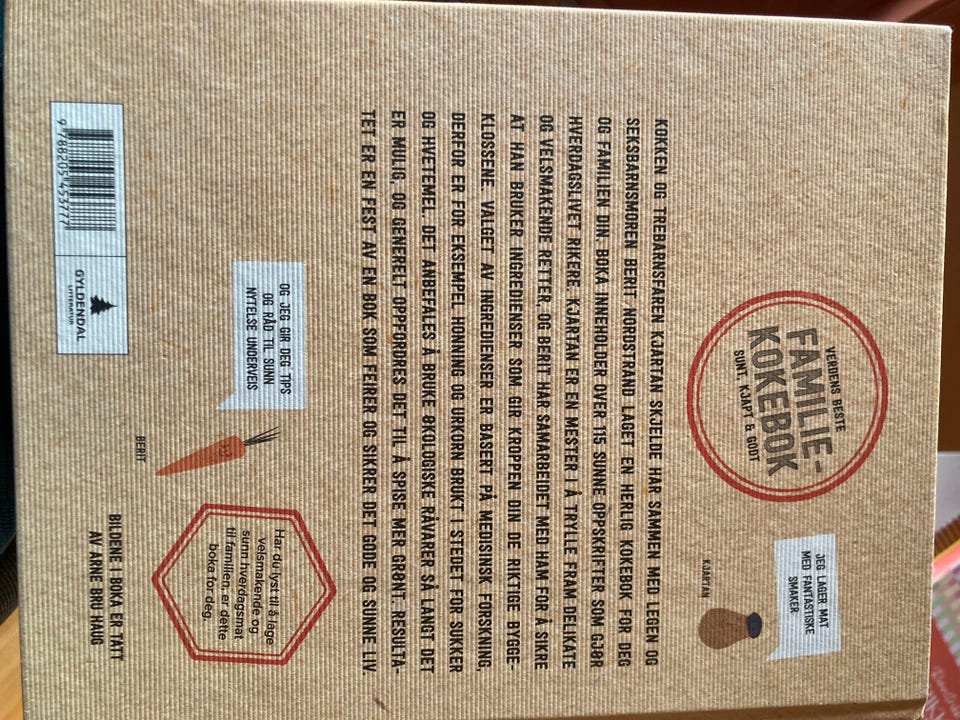 VERDENS BESTE
FAMILIE-
KOKEBOK
SUNT, KJAPT & GODT
JEG LAGER MAT
MED FANTASTISKE
SMAKER
KJARTAN
KOKKEN OG TREBARNSFAREN KJARTAN SKJELDE HAR SAMMEN MED LEGEN OG
SEKSBARNSMOREN BERIT NORDSTRAND LAGET EN HERLIG KOKEBOK FOR DEG
OG FAMILIEN DIN. BOKA INNEHOLDER OVER 115 SUNNE OPPSKRIFTER SOM GJØR
HVERDAGSLIVET RIKERE. KJARTAN ER EN MESTER I Å TRYLLE FRAM DELIKATE
OG VELSMAKENDE RETTER, OG BERIT HAR SAMARBEIDET MED HAM FOR Å SIKRE
AT HAN BRUKER INGREDIENSER SOM GIR KROPPEN DIN DE RIKTIGE BYGGE-
KLOSSENE. VALGET AV INGREDIENSER ER BASERT PÅ MEDISINSK FORSKNING,
DERFOR ER FOR EKSEMPEL HONNING OG URKORN BRUKT I STEDET FOR SUKKER
OG HVETEMEL. DET ANBEFALES Å BRUKE ØKOLOGISKE RÅVARER SÅ LANGT DET
ER MULIG, OG GENERELT OPPFORDRES DET TIL Å SPISE MER GRØNT. RESULTA-
TET ER EN FEST AV EN BOK SOM FEIRER OG SIKRER DET GODE OG SUNNE LIV.
OG JEG GIR DEG TIPS
OG RÅD TIL SUNN
NYTELSE UNDERVEIS
BERIT
Har du lyst til å lage
velsmakende og
sunn hverdagsmat
til familien, er dette
boka for deg.
BILDENE I BOKA ER TATT
AV ARNE BRU HAUG
9 788205 453777
GYLDENDAL
LITTERATUR